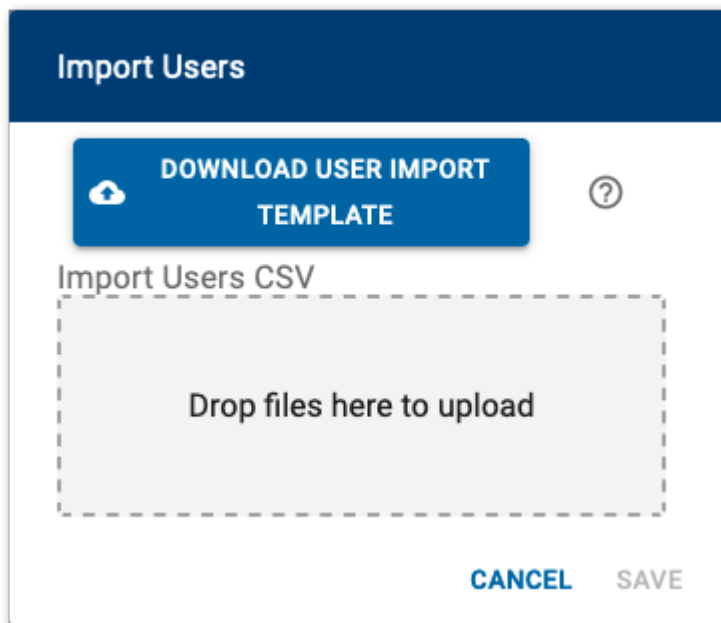 Import Users
DOWNLOAD USER IMPORT
TEMPLATE
Import Users CSV
Drop files here to upload
CANCEL SAVE